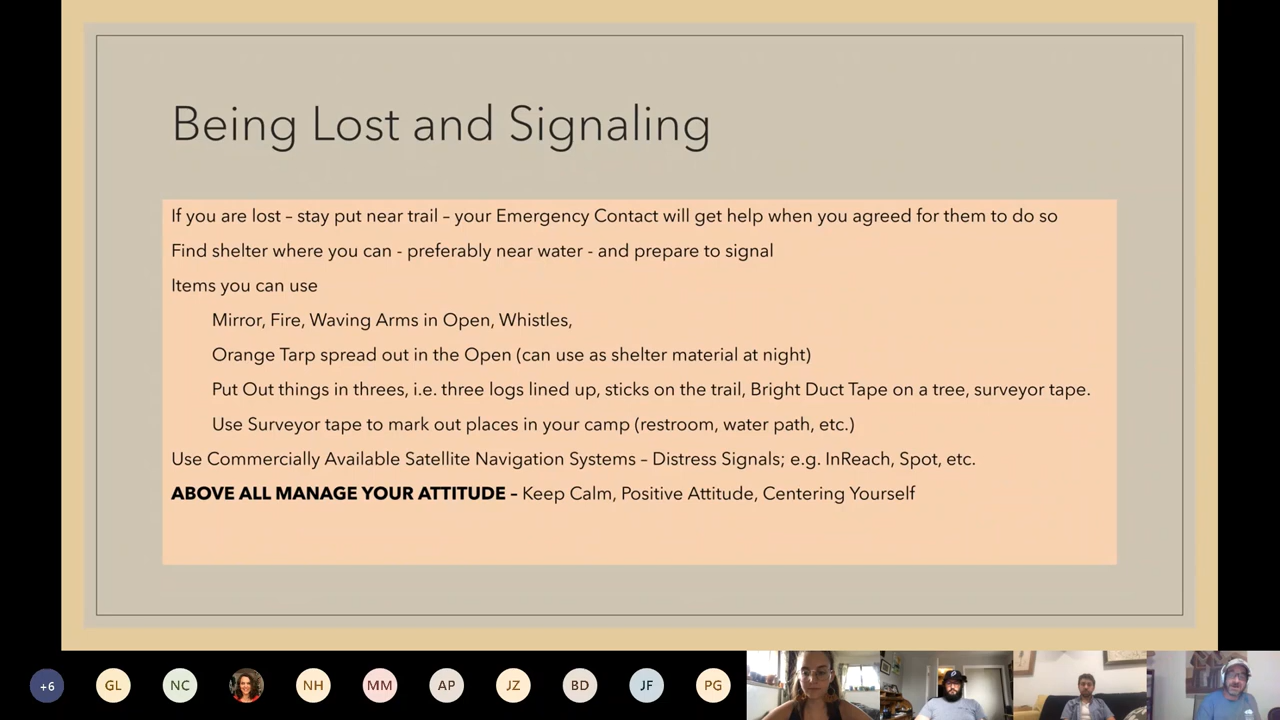 Being Lost and Signaling
If you are lost – stay put near trail – your Emergency Contact will get help when you agreed for them to do so
Find shelter where you can - preferably near water - and prepare to signal
Items you can use
Mirror, Fire, Waving Arms in Open, Whistles,
Orange Tarp spread out in the Open (can use as shelter material at night)
Put Out things in threes, i.e. three logs lined up, sticks on the trail, Bright Duct Tape on a tree, surveyor tape.
Use Surveyor tape to mark out places in your camp (restroom, water path, etc.)
Use Commercially Available Satellite Navigation Systems – Distress Signals; e.g. InReach, Spot, etc.
ABOVE ALL MANAGE YOUR ATTITUDE – Keep Calm, Positive Attitude, Centering Yourself
+6 GL NC NH MM AP JZ BD JF PG